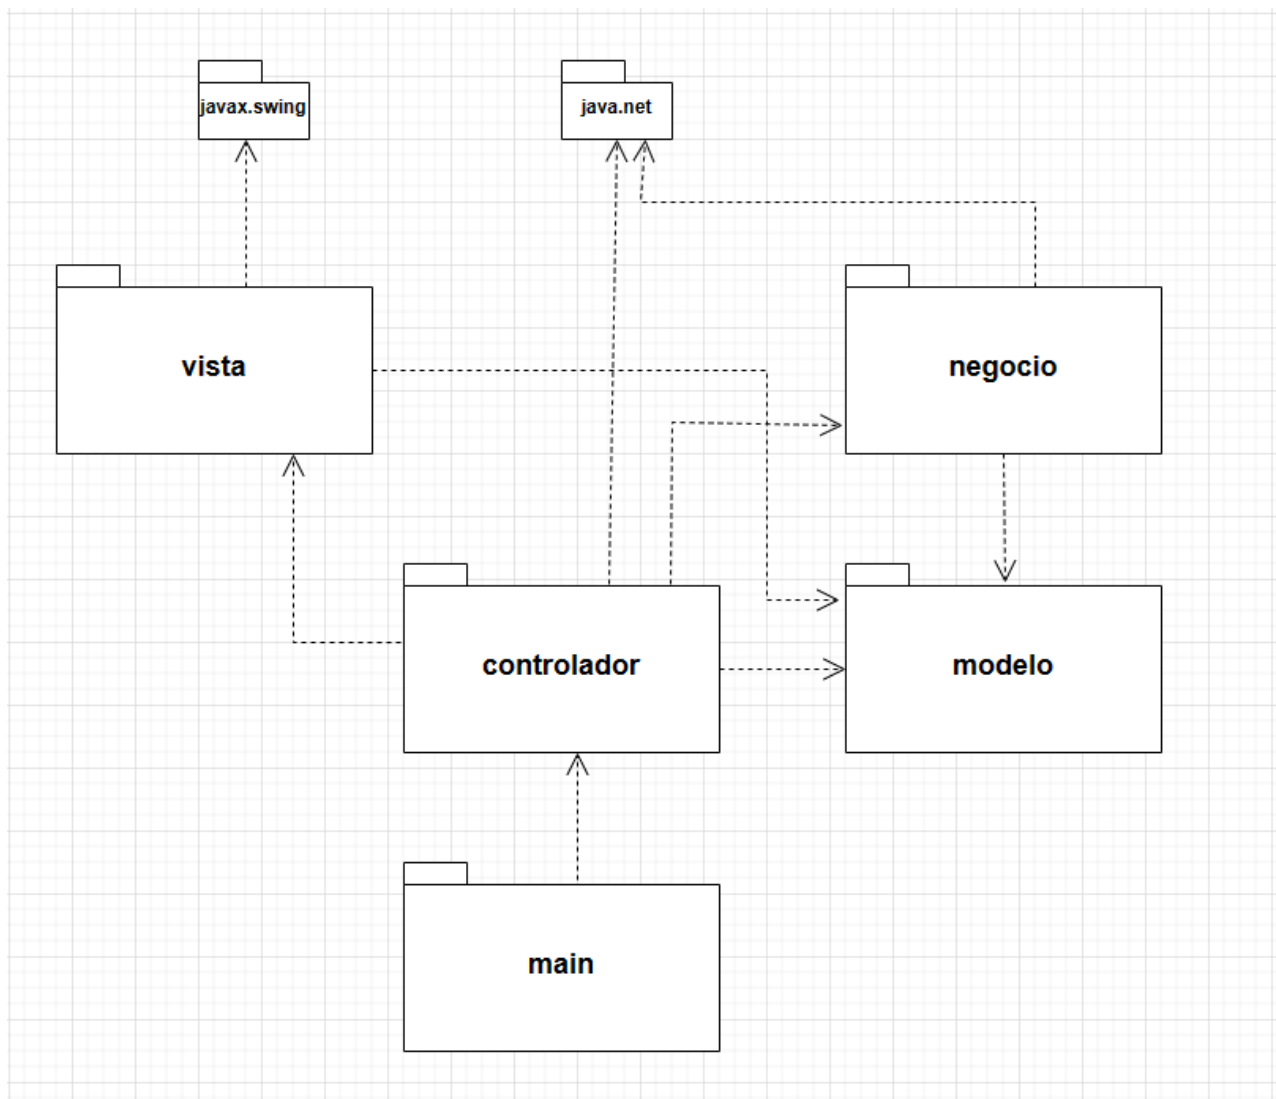 javax.swing
java.net
vista
negocio
controlador
modelo
main